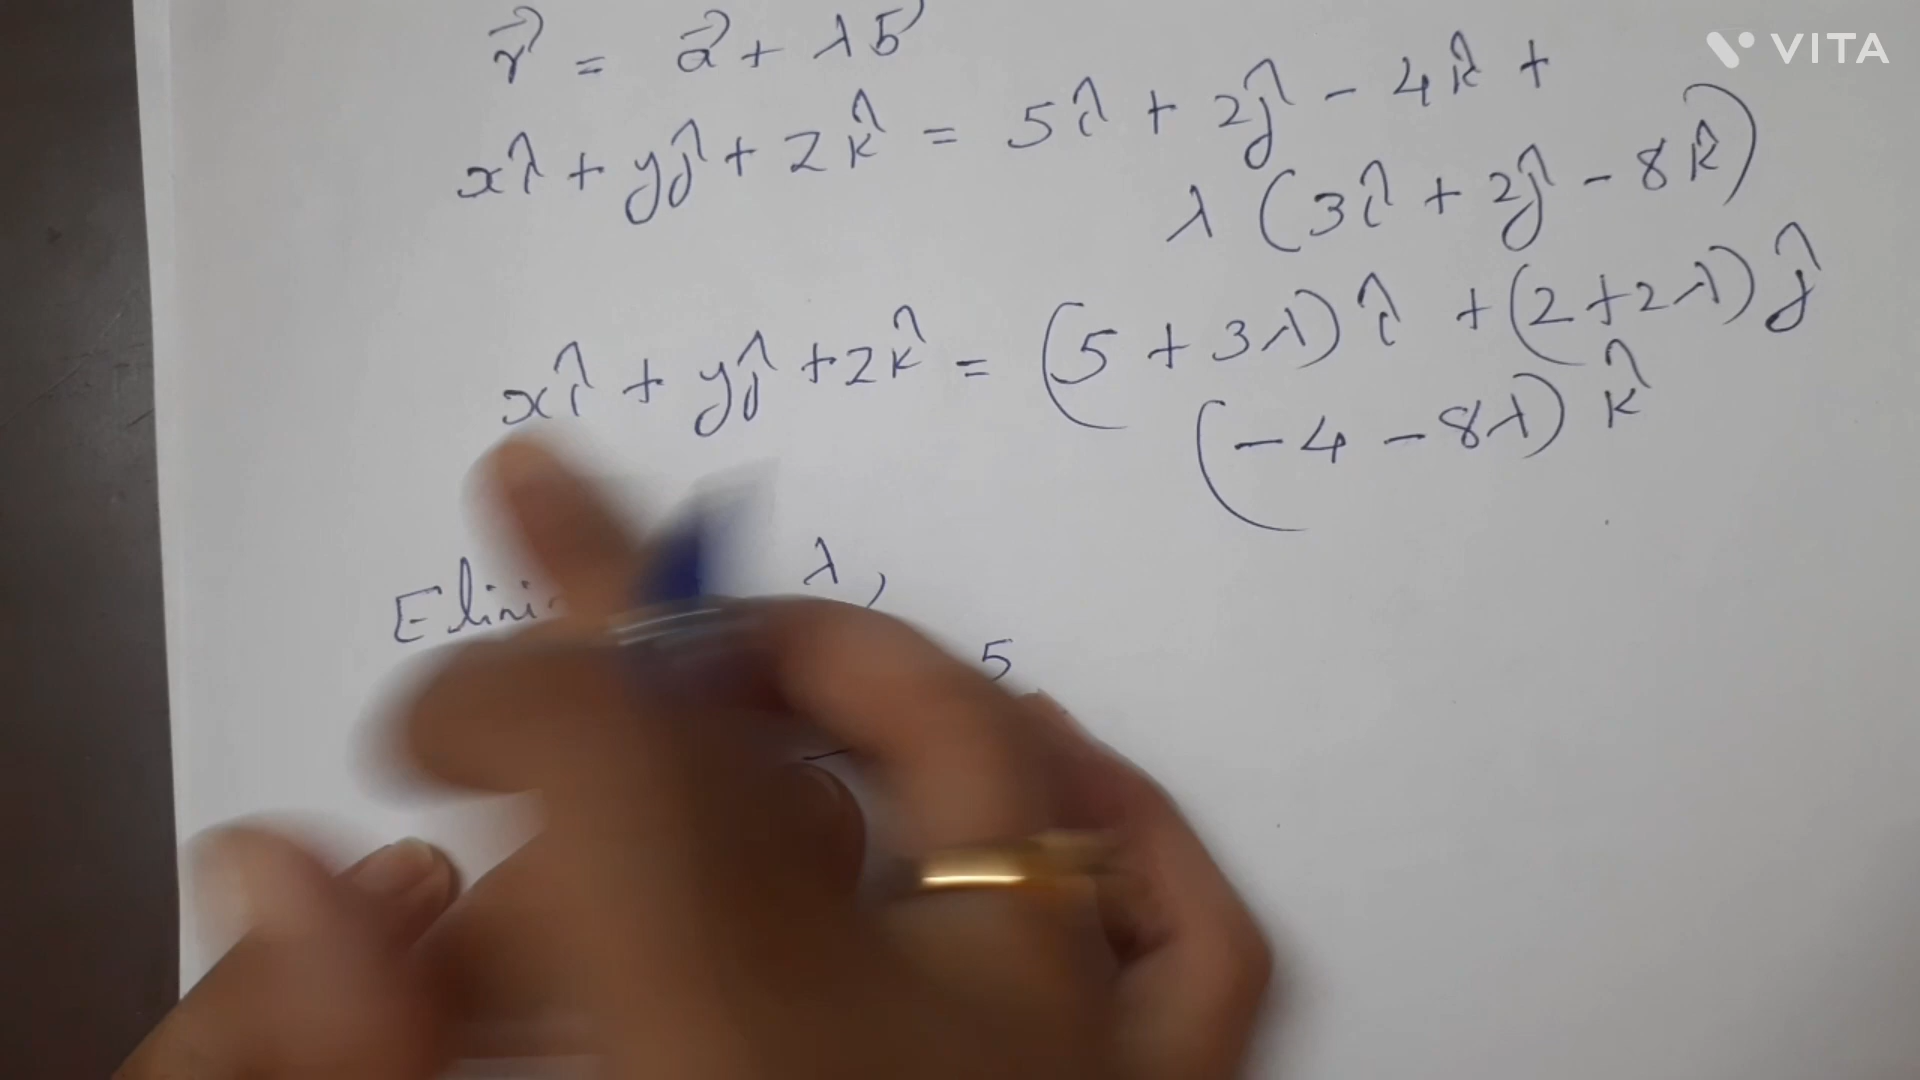 VITA
r⃗ = a⃗ + λ b⃗
xî + yĵ + zk̂ = 5î + 2ĵ - 4k̂ +
λ (3î + 2ĵ - 8k̂)
xî + yĵ + zk̂ = (5 + 3λ) î + (2 + 2λ) ĵ
(-4 - 8λ) k̂
λ,
5